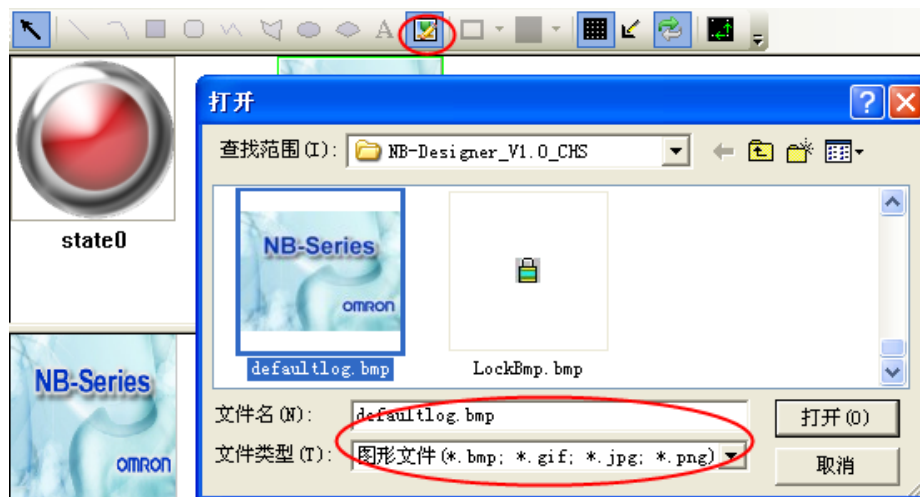 A
打开
查找范围(I):
NB-Designer_V1.0_CHS
state0
NB-Series
OMRON
defaultlog.bmp
LockBmp.bmp
NB-Series
OMRON
文件名(N):
defaultlog.bmp
打开(O)
文件类型(T):
图形文件(*.bmp; *.gif; *.jpg; *.png)
取消